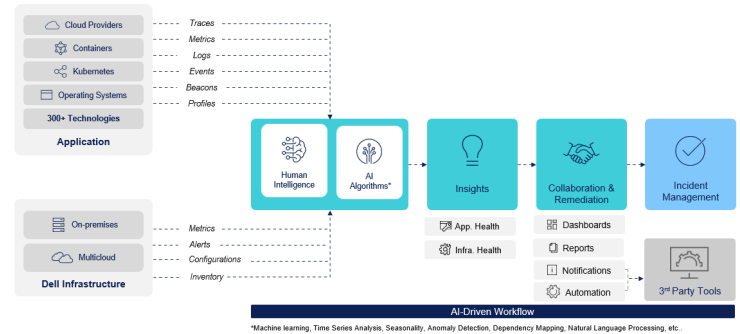 Cloud Providers
Containers
Kubernetes
Operating Systems
300+ Technologies
Application
Traces
Metrics
Logs
Events
Beacons
Profiles
On-premises
Multicloud
Dell Infrastructure
Metrics
Alerts
Configurations
Inventory
Human
Intelligence
AI
Algorithms*
Insights
App. Health
Infra. Health
Collaboration &
Remediation
Dashboards
Reports
Notifications
Automation
Incident
Management
3rd Party Tools
AI-Driven Workflow
*Machine learning, Time Series Analysis, Seasonality, Anomaly Detection, Dependency Mapping, Natural Language Processing, etc..